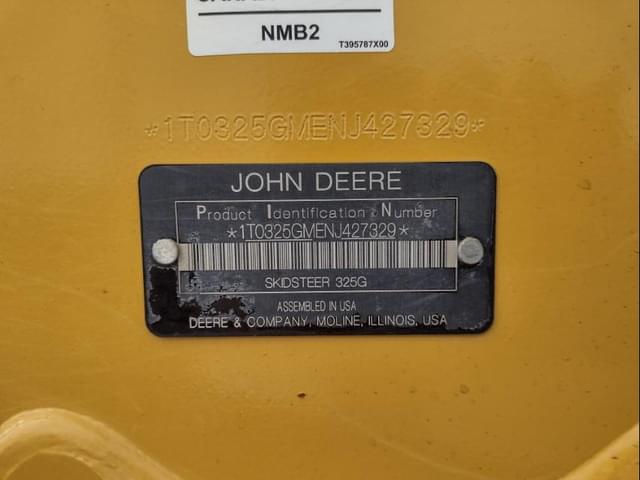 NMB2
T395787X00
*1T0325GMENJ427329*
JOHN DEERE
Product Identification Number
*1T0325GMENJ427329*
SKIDSTEER 325G
ASSEMBLED IN USA
DEERE & COMPANY, MOLINE, ILLINOIS, USA